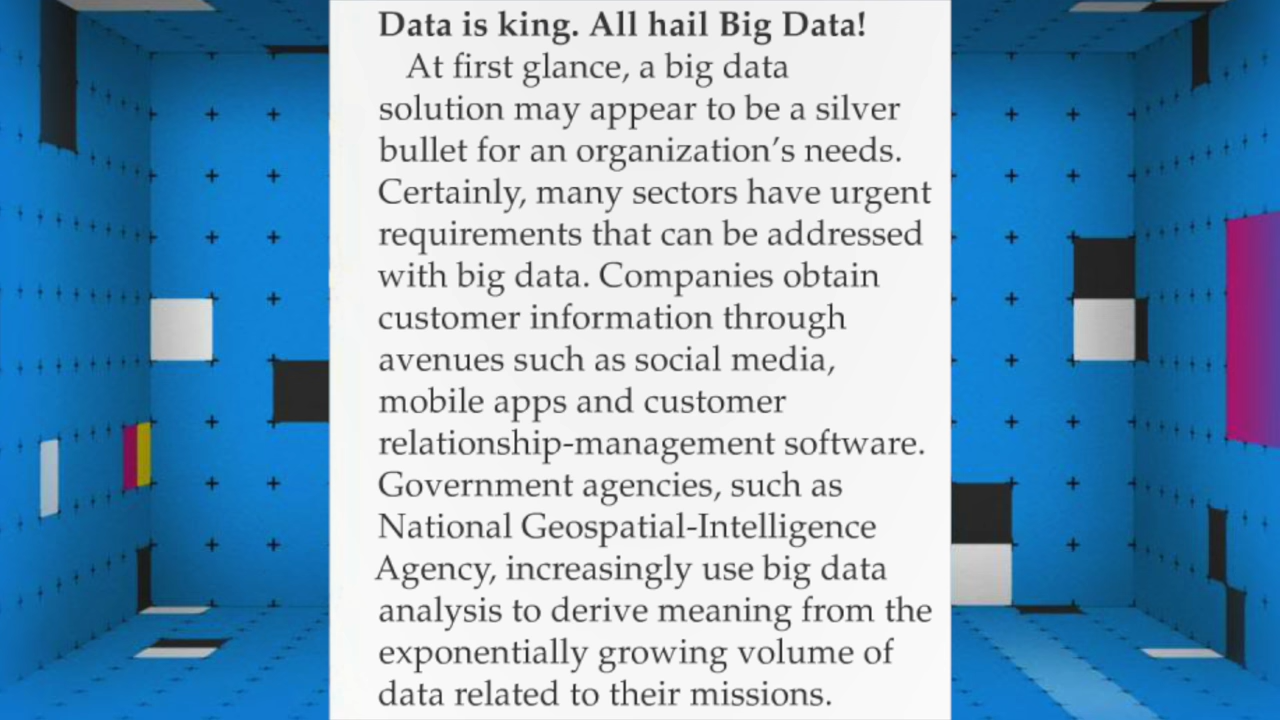 Data is king. All hail Big Data!
At first glance, a big data
solution may appear to be a silver
bullet for an organization’s needs.
Certainly, many sectors have urgent
requirements that can be addressed
with big data. Companies obtain
customer information through
avenues such as social media,
mobile apps and customer
relationship-management software.
Government agencies, such as
National Geospatial-Intelligence
Agency, increasingly use big data
analysis to derive meaning from the
exponentially growing volume of
data related to their missions.